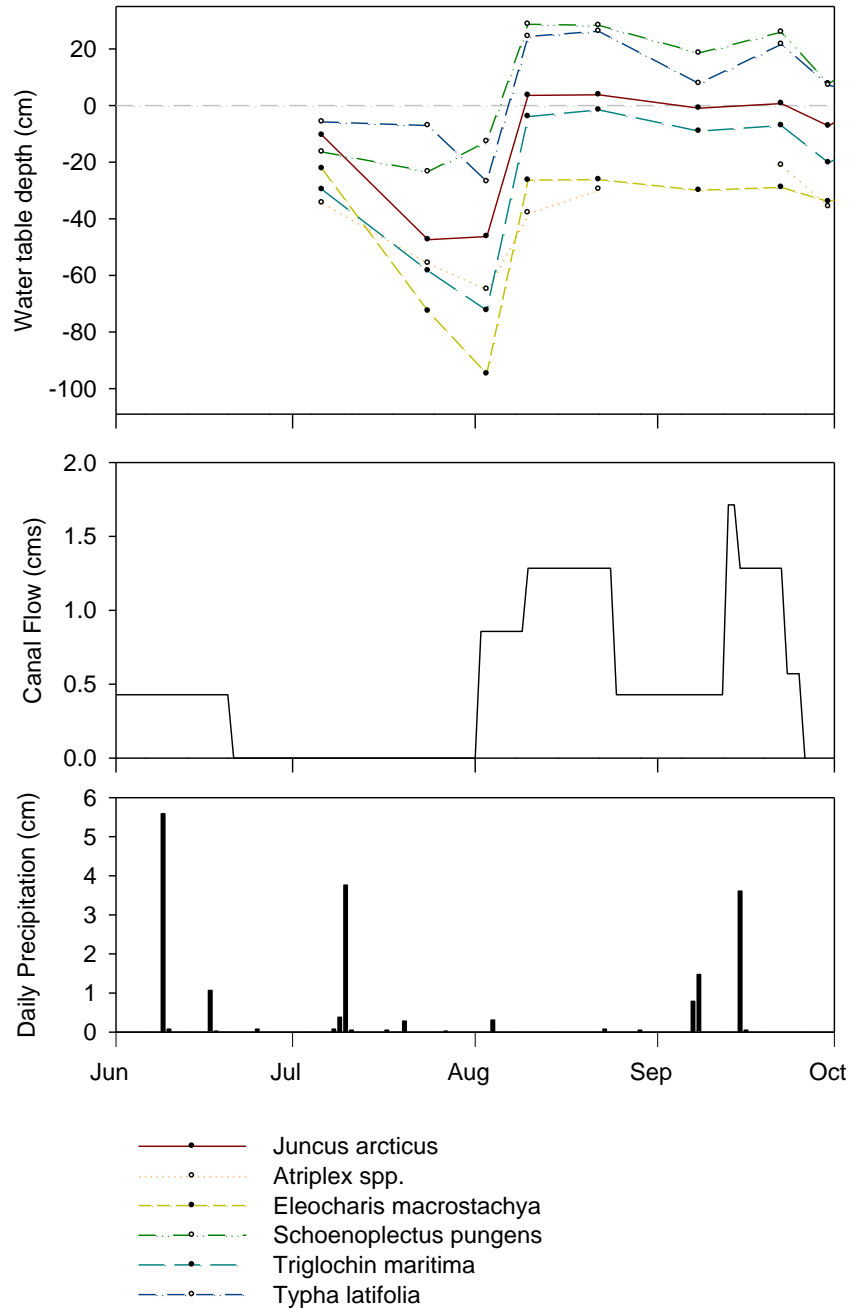 Water table depth (cm)
20
0
-20
-40
-60
-80
-100
Canal Flow (cms)
2.0
1.5
1.0
0.5
0.0
Daily Precipitation (cm)
6
5
4
3
2
1
0
Jun Jul Aug Sep Oct
Juncus arcticus
Atriplex spp.
Eleocharis macrostachya
Schoenoplectus pungens
Triglochin maritima
Typha latifolia